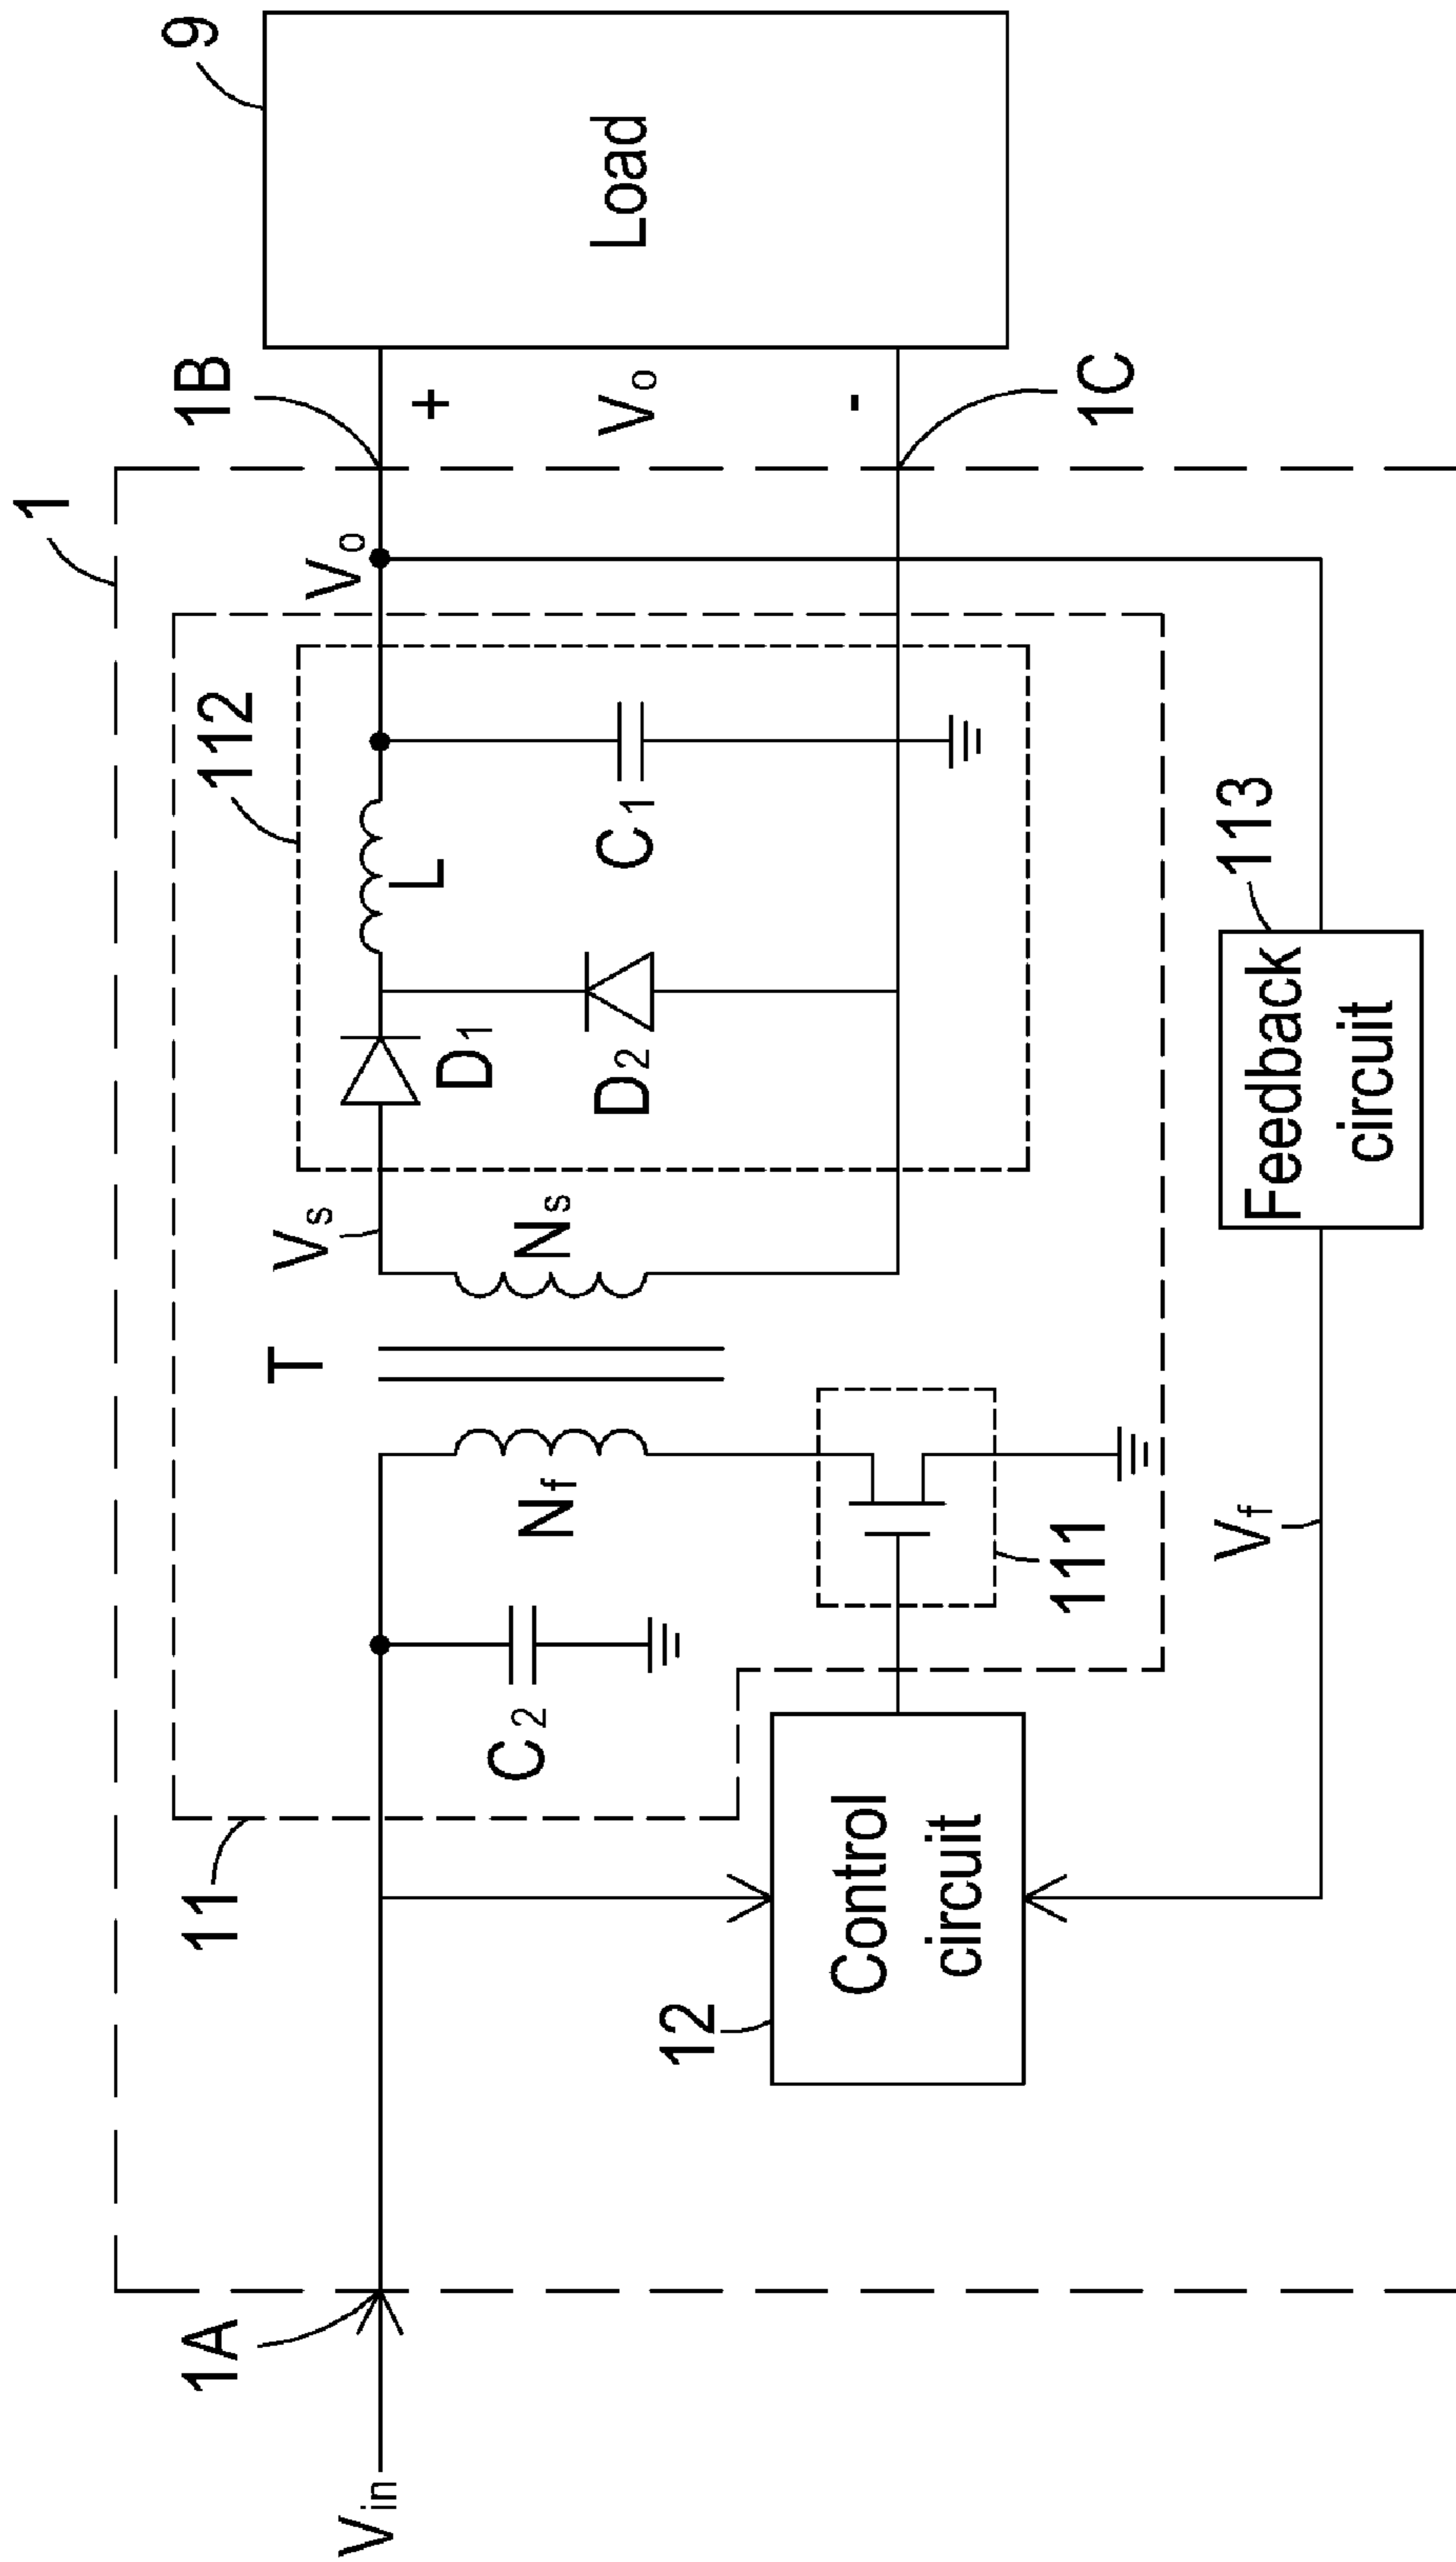 1
9
11
112
T
Vs
Vo
1B
1A
Vin
L
D1
+
Load
C2
Nf
Ns
D2
C1
Vo
-
12
Control
circuit
111
1C
Vf
113
Feedback
circuit